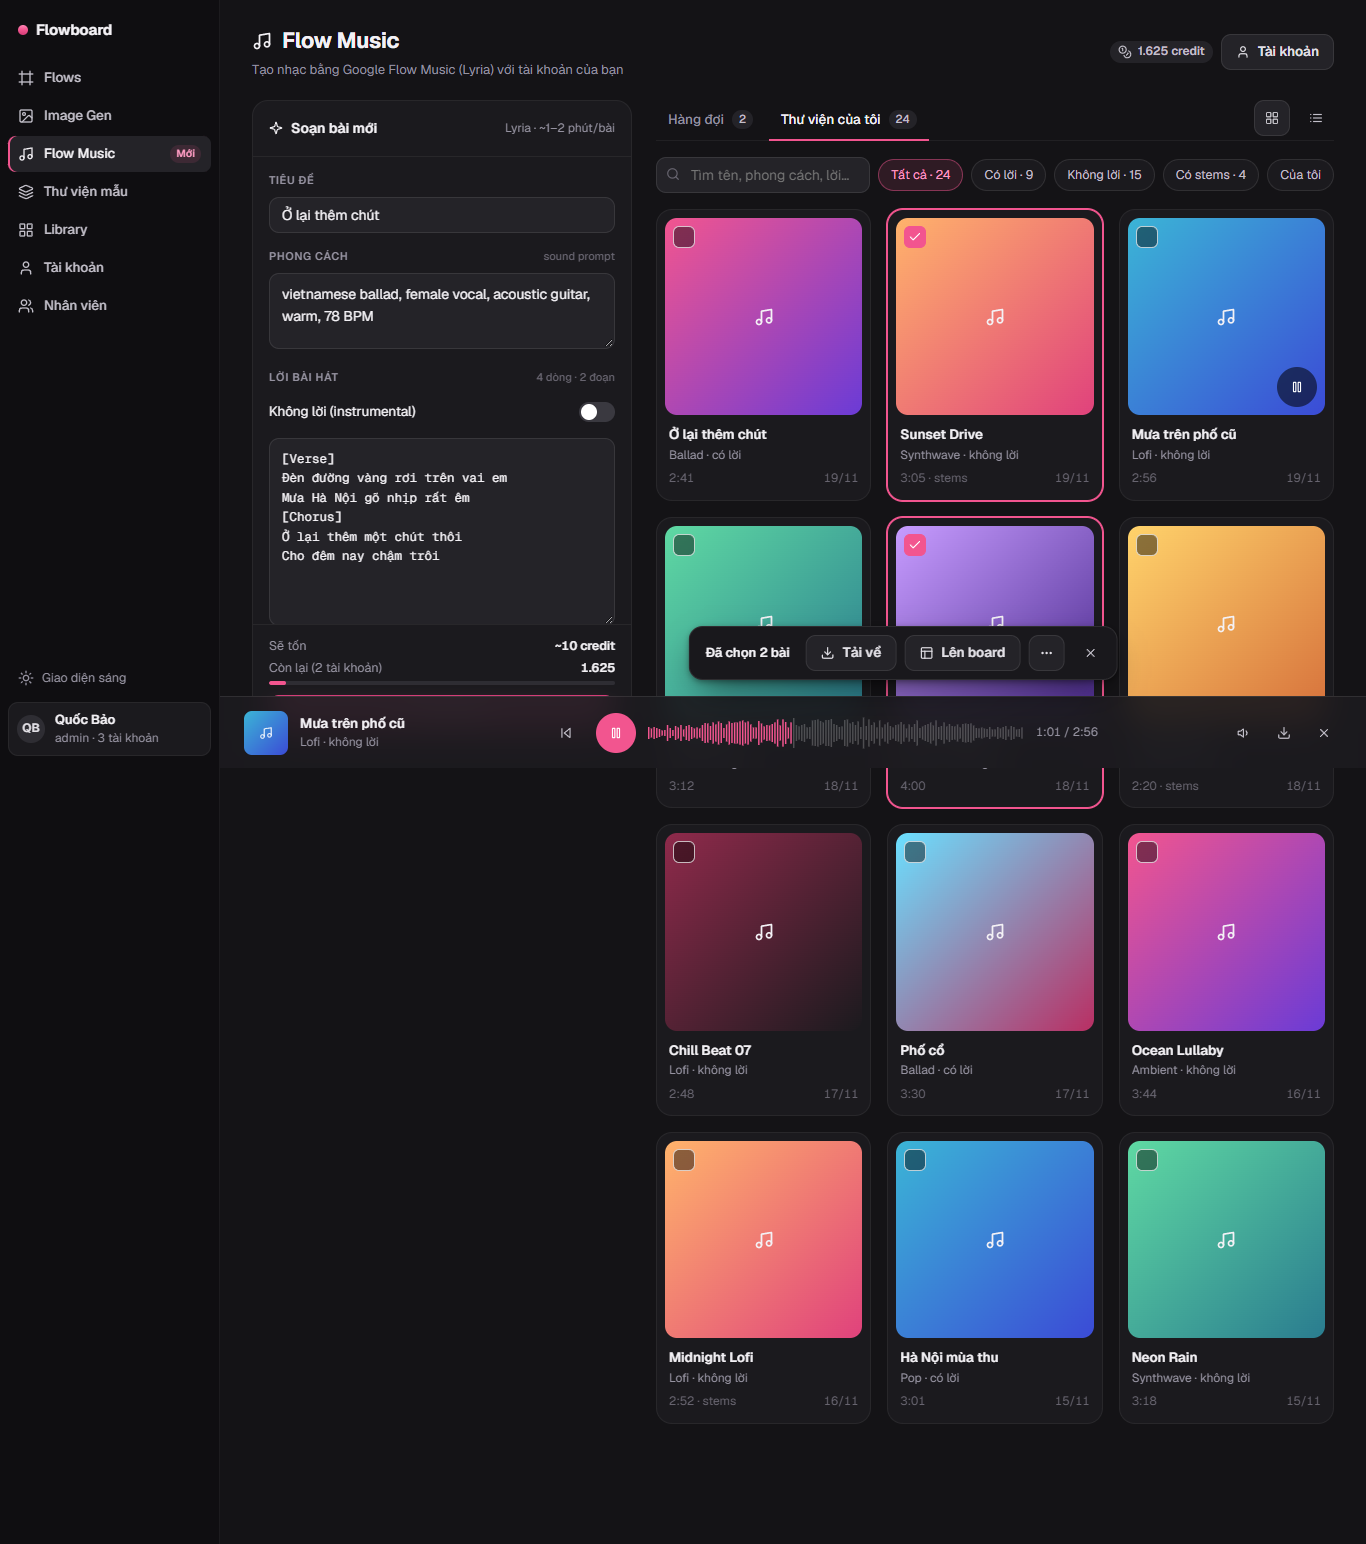 Flowboard
Flows
Image Gen
Flow Music
Mới
Thư viện mẫu
Library
Tài khoản
Nhân viên
Giao diện sáng
QB
Quốc Bảo
admin · 3 tài khoản
Flow Music
Tạo nhạc bằng Google Flow Music (Lyria) với tài khoản của bạn
1.625 credit
Tài khoản
Soạn bài mới
Lyria · ~1–2 phút/bài
TIÊU ĐỀ
Ở lại thêm chút
PHONG CÁCH
sound prompt
vietnamese ballad, female vocal, acoustic guitar,
warm, 78 BPM
LỜI BÀI HÁT
4 dòng · 2 đoạn
Không lời (instrumental)
[Verse]
Đèn đường vàng rơi trên vai em
Mưa Hà Nội gõ nhịp rất êm
[Chorus]
Ở lại thêm một chút thôi
Cho đêm nay chậm trôi
Sẽ tốn
~10 credit
Còn lại (2 tài khoản)
1.625
Hàng đợi 2
Thư viện của tôi 24
Tìm tên, phong cách, lời...
Tất cả · 24
Có lời · 9
Không lời · 15
Có stems · 4
Của tôi
Ở lại thêm chút
Ballad · có lời
2:41 19/11
Sunset Drive
Synthwave · không lời
3:05 · stems 19/11
Mưa trên phố cũ
Lofi · không lời
2:56 19/11
Đã chọn 2 bài
Tải về
Lên board
Mưa trên phố cũ
Lofi · không lời
1:01 / 2:56
3:12 18/11
4:00 18/11
2:20 · stems 18/11
Chill Beat 07
Lofi · không lời
2:48 17/11
Phố cổ
Ballad · có lời
3:30 17/11
Ocean Lullaby
Ambient · không lời
3:44 16/11
Midnight Lofi
Lofi · không lời
2:52 · stems 16/11
Hà Nội mùa thu
Pop · có lời
3:01 15/11
Neon Rain
Synthwave · không lời
3:18 15/11